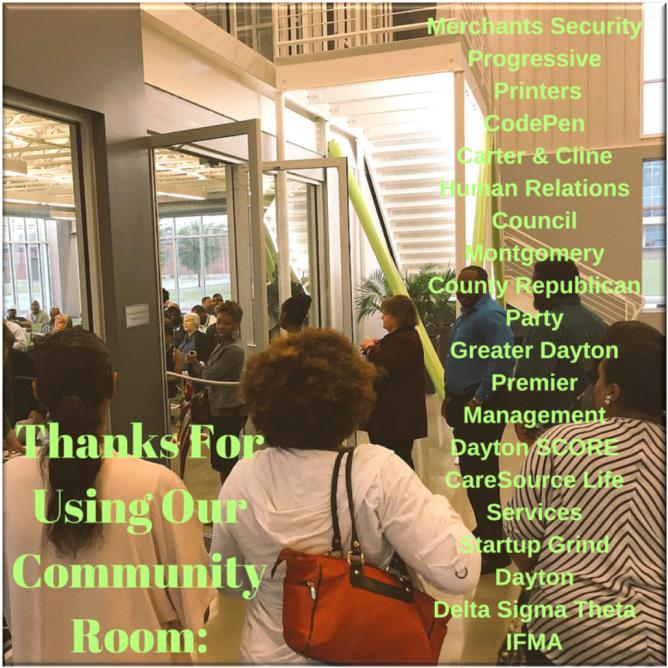 Thanks For
Using Our
Community
Room:
Merchants Security
Progressive
Printers
CodePen
Carter & Cline
Human Relations
Council
Montgomery
County Republican
Party
Greater Dayton
Premier
Management
Dayton SCORE
CareSource Life
Services
Startup Grind
Dayton
Delta Sigma Theta
IFMA